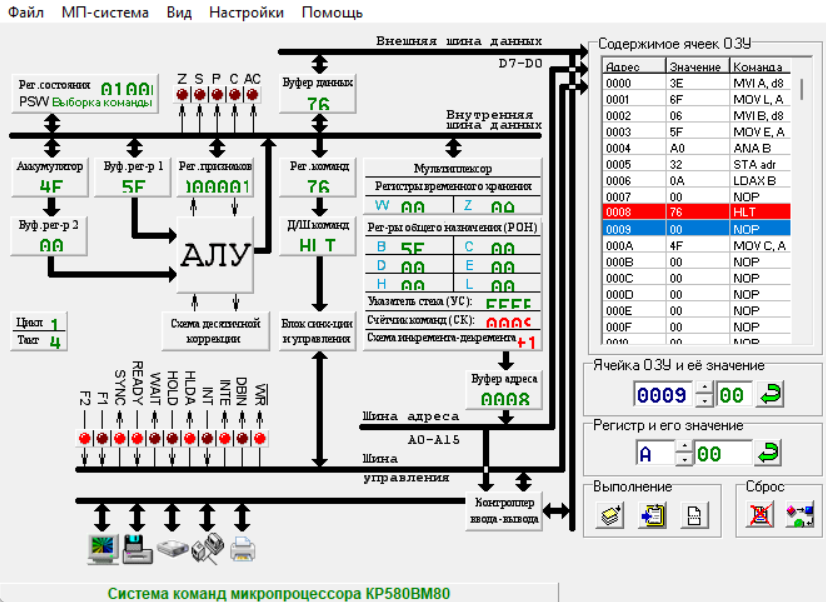 Файл МП-система Вид Настройки Помощь
Внешняя шина данных
D7-D0
Рег.состояния 0100
PSW Выборка команды
Z S P C AC
Буфер данных
76
Внутренняя
шина данных
Аккумулятор
4F
Буф.рег-р 1
5F
Рег.признаков
000001
Рег.команд
76
Мультиплексор
Регистры временного хранения
W 00 Z 00
Буф.рег-р 2
00
АЛУ
Д/Ш команд
HLT
Рег-ры общего назначения (РОН)
B 5F C 00
D 00 E 00
H 00 L 00
Указатель стека (УС): FFFF
Счётчик команд (СК): 0009
Схема инкремента-декремента +1
Цикл 1
Такт 4
Схема десятичной
коррекции
Блок синх-ции
и управления
Буфер адреса
0008
F2 F1 SYNC READY WAIT HOLD HLDA INT INTE DBIN WR
Шина адреса
A0-A15
Шина
управления
Контроллер
ввода-вывода
Содержимое ячеек ОЗУ
Адрес Значение Команда
0000 3E MVI A, d8
0001 6F MOV L, A
0002 06 MVI B, d8
0003 5F MOV E, A
0004 A0 ANA B
0005 32 STA adr
0006 0A LDAX B
0007 00 NOP
0008 76 HLT
0009 00 NOP
000A 4F MOV C, A
000B 00 NOP
000C 00 NOP
000D 00 NOP
000E 00 NOP
000F 00 NOP
0010 00 NOP
Ячейка ОЗУ и её значение
0009 00
Регистр и его значение
A 00
Выполнение Сброс
Система команд микропроцессора КР580ВМ80